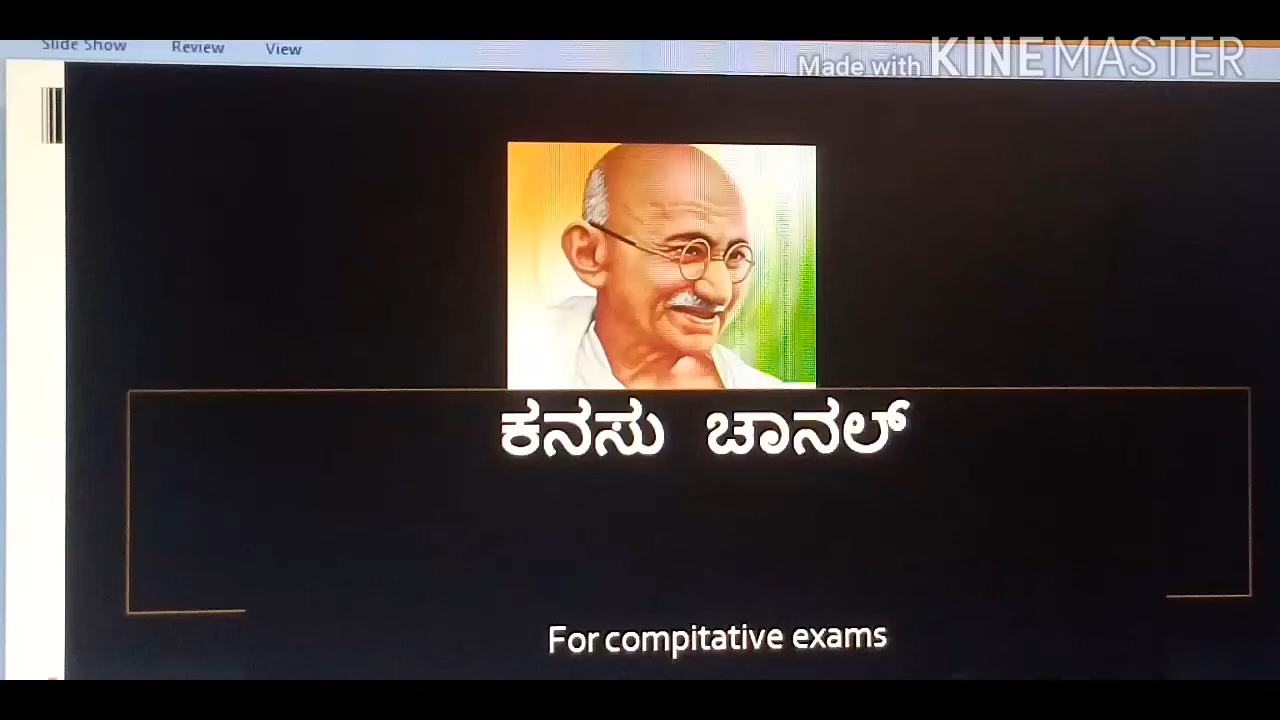 Slide Show Review View
Made with KINEMASTER
ಕನಸು ಚಾನಲ್
For compitative exams